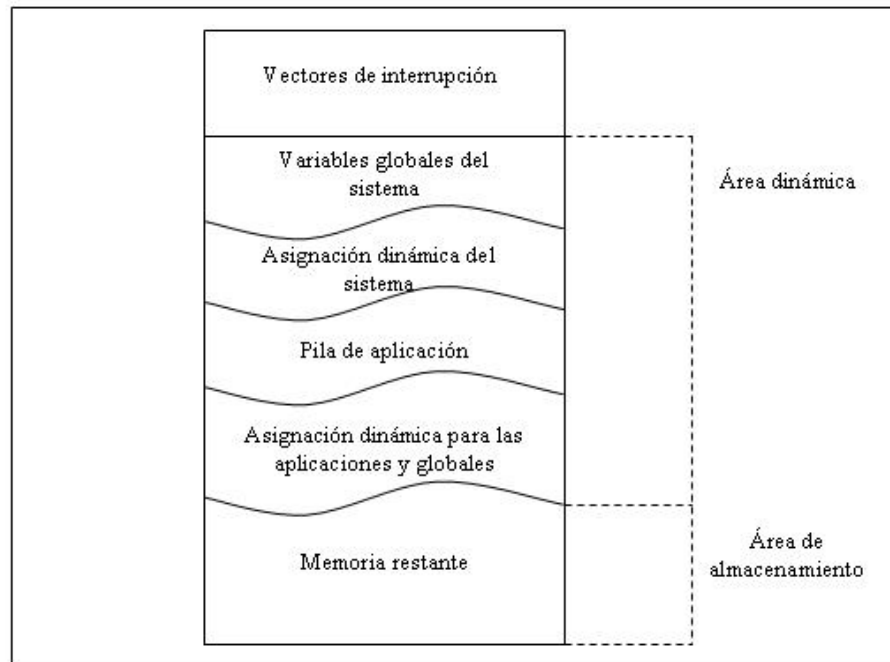 Vectores de interrupción
Variables globales del
sistema
Área dinámica
Asignación dinámica del
sistema
Pila de aplicación
Asignación dinámica para las
aplicaciones y globales
Memoria restante
Área de
almacenamiento